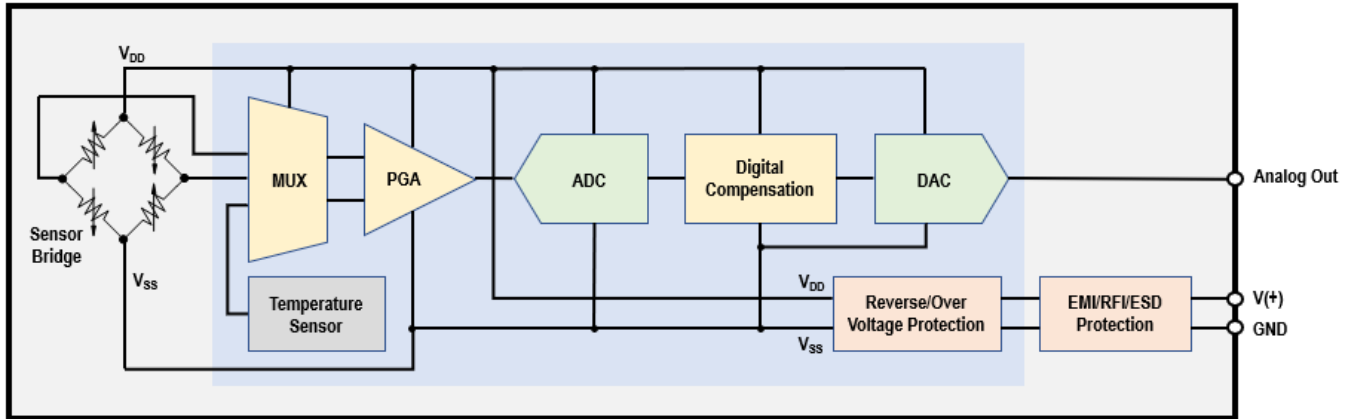 VDD
MUX
PGA
ADC
Digital
Compensation
DAC
Analog Out
Sensor
Bridge
VSS
Temperature
Sensor
VDD
Reverse/Over
Voltage Protection
VSS
EMI/RFI/ESD
Protection
V(+)
GND